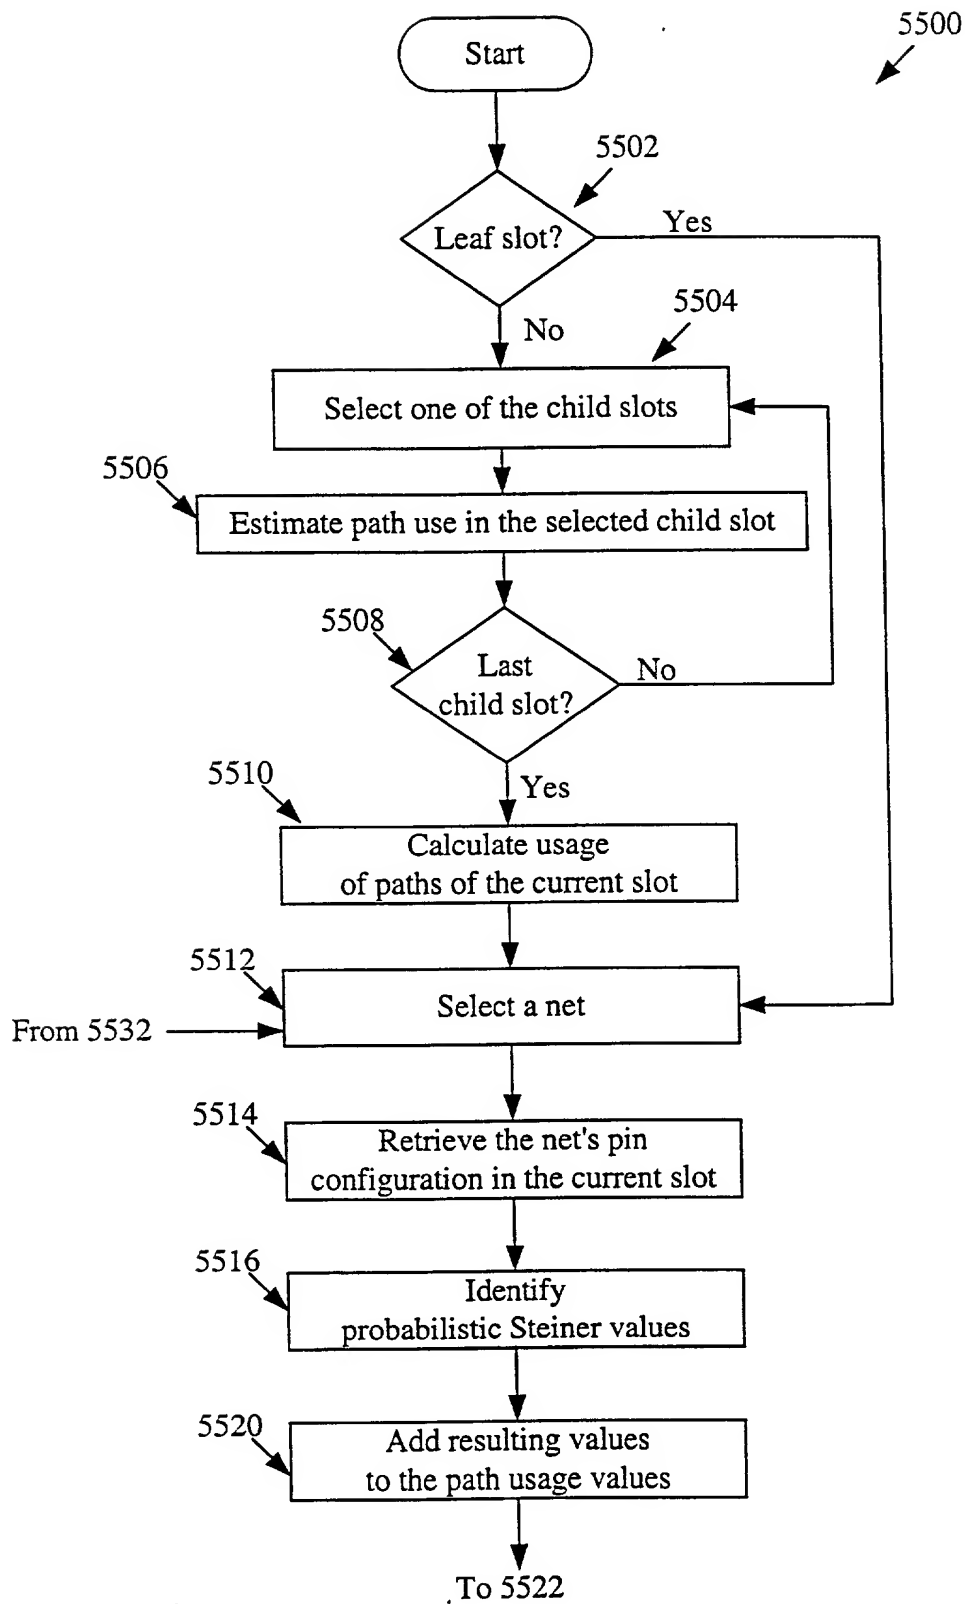 5500
Start
5502
Leaf slot?
Yes
No
5504
Select one of the child slots
5506
Estimate path use in the selected child slot
5508
Last
child slot?
No
Yes
5510
Calculate usage
of paths of the current slot
5512
Select a net
From 5532
5514
Retrieve the net's pin
configuration in the current slot
5516
Identify
probabilistic Steiner values
5520
Add resulting values
to the path usage values
To 5522